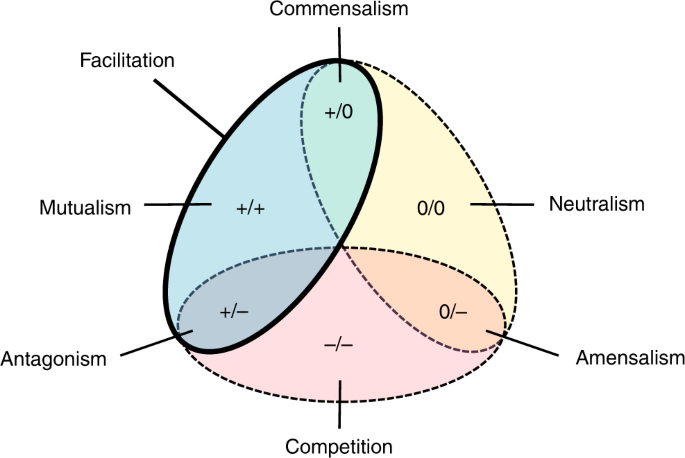 Commensalism
Facilitation
+/0
Mutualism
+/+
0/0
Neutralism
+/–
0/–
Antagonism
–/–
Amensalism
Competition